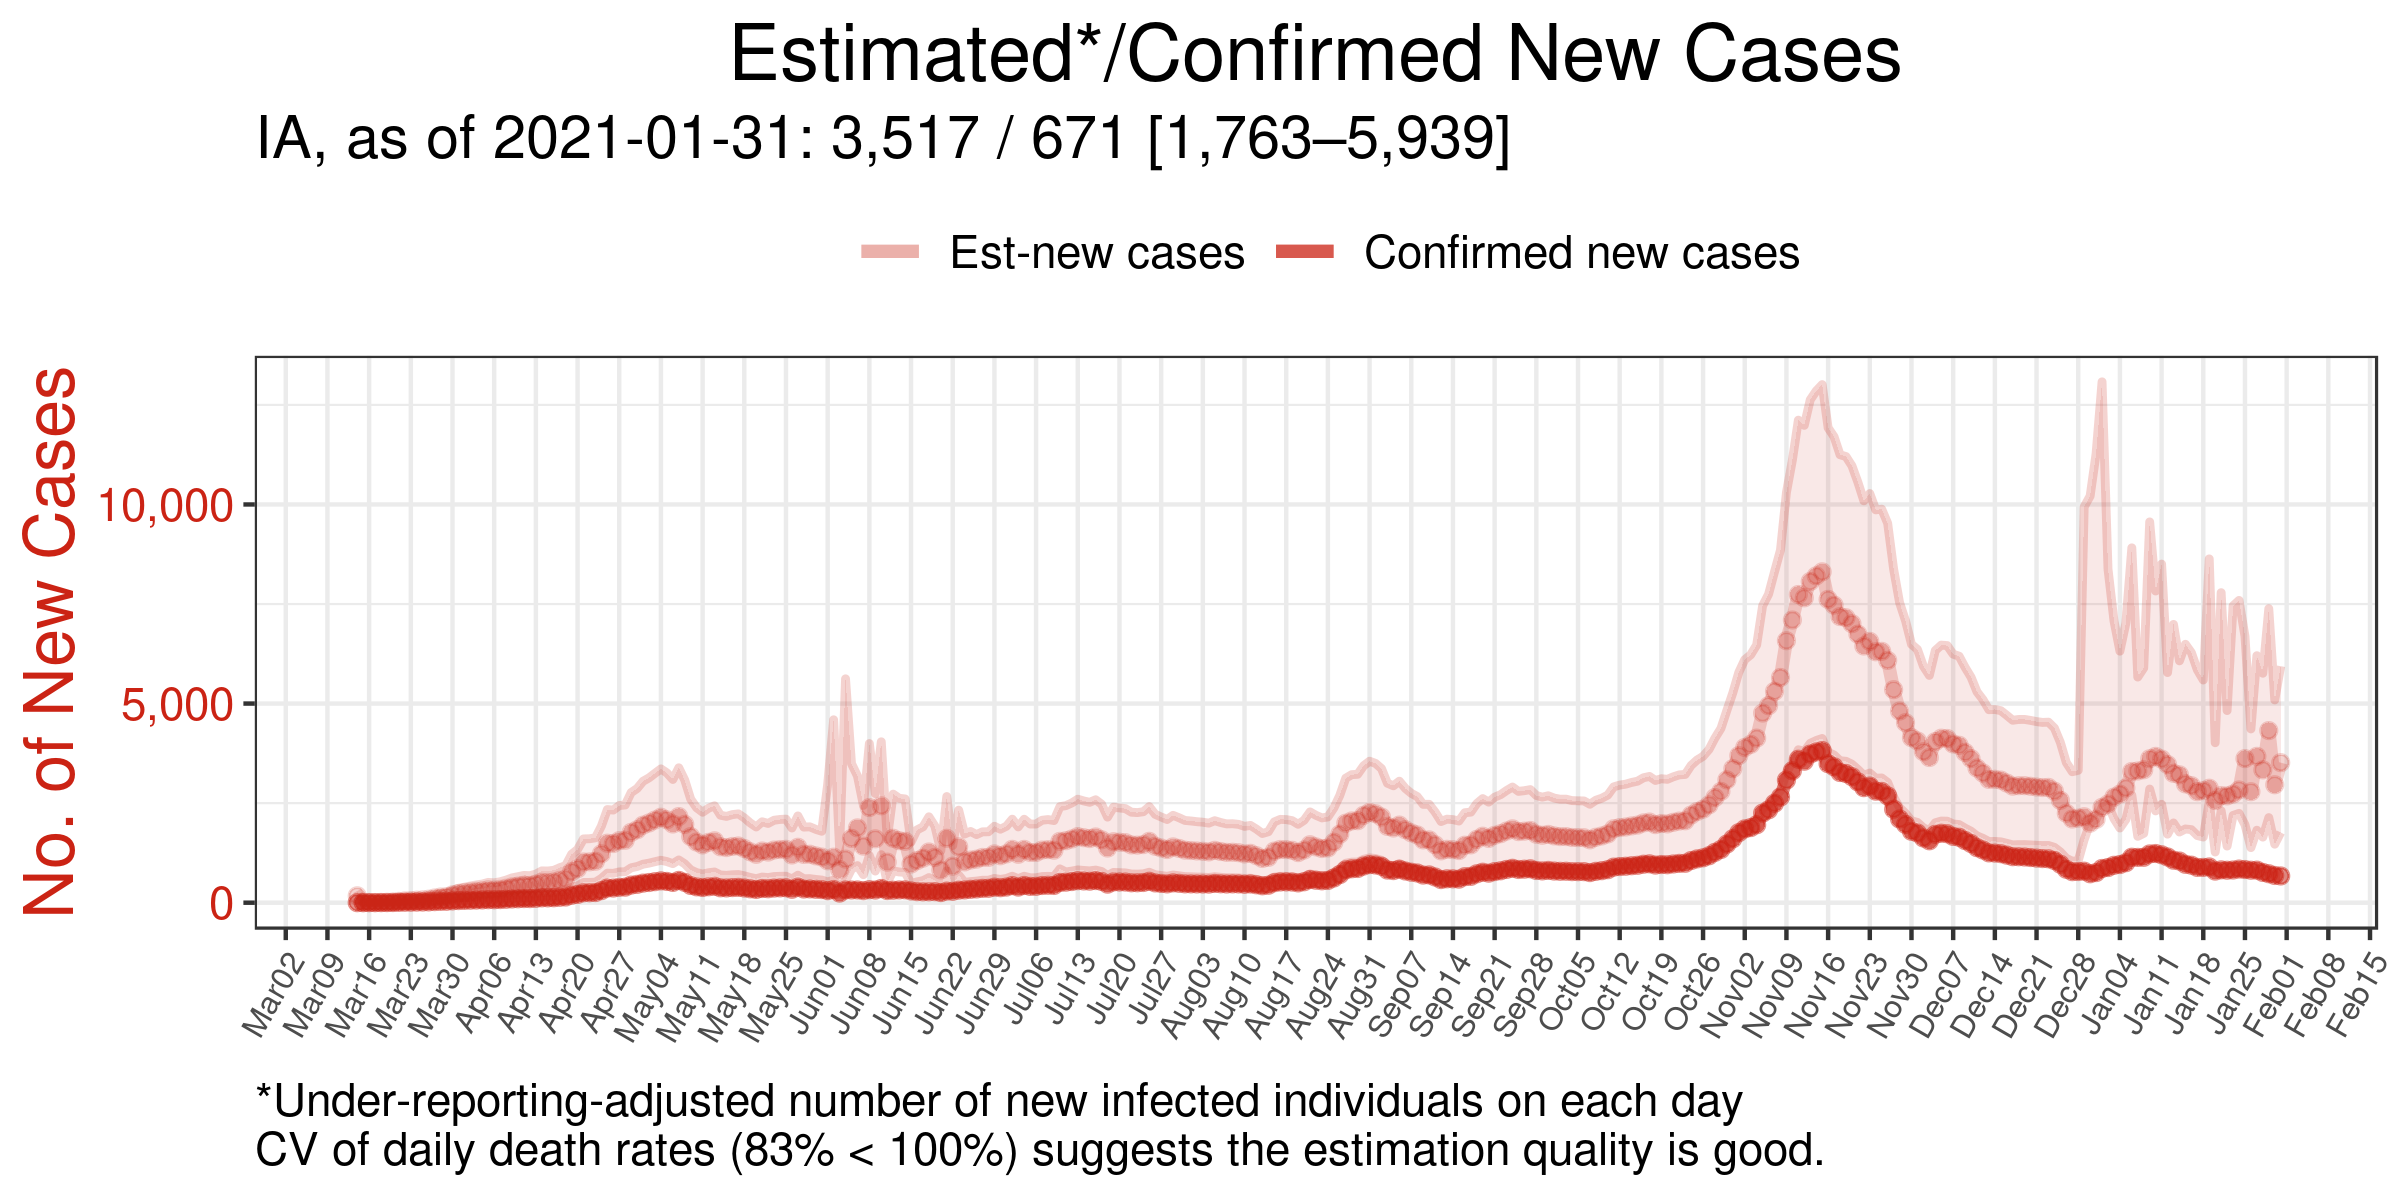 Estimated*/Confirmed New Cases
IA, as of 2021-01-31: 3,517 / 671 [1,763–5,939]
Est-new cases Confirmed new cases
No. of New Cases
10,000
5,000
0
Mar02 Mar09 Mar16 Mar23 Mar30 Apr06 Apr13 Apr20 Apr27 May04 May11 May18 May25 Jun01 Jun08 Jun15 Jun22 Jun29 Jul06 Jul13 Jul20 Jul27 Aug03 Aug10 Aug17 Aug24 Aug31 Sep07 Sep14 Sep21 Sep28 Oct05 Oct12 Oct19 Oct26 Nov02 Nov09 Nov16 Nov23 Nov30 Dec07 Dec14 Dec21 Dec28 Jan04 Jan11 Jan18 Jan25 Feb01 Feb08 Feb15
*Under-reporting-adjusted number of new infected individuals on each day
CV of daily death rates (83% < 100%) suggests the estimation quality is good.